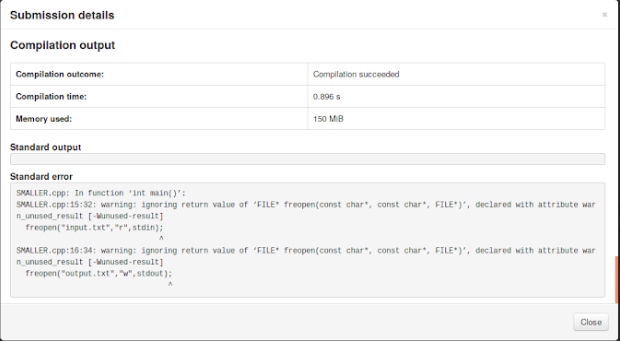 Submission details
×
Compilation output
Compilation outcome: Compilation succeeded
Compilation time: 0.896 s
Memory used: 150 MiB
Standard output
Standard error
SMALLER.cpp: In function ‘int main()’:
SMALLER.cpp:15:32: warning: ignoring return value of ‘FILE* freopen(const char*, const char*, FILE*)’, declared with attribute war
n_unused_result [-Wunused-result]
freopen("input.txt","r",stdin);
^
SMALLER.cpp:16:34: warning: ignoring return value of ‘FILE* freopen(const char*, const char*, FILE*)’, declared with attribute war
n_unused_result [-Wunused-result]
freopen("output.txt","w",stdout);
^
Close